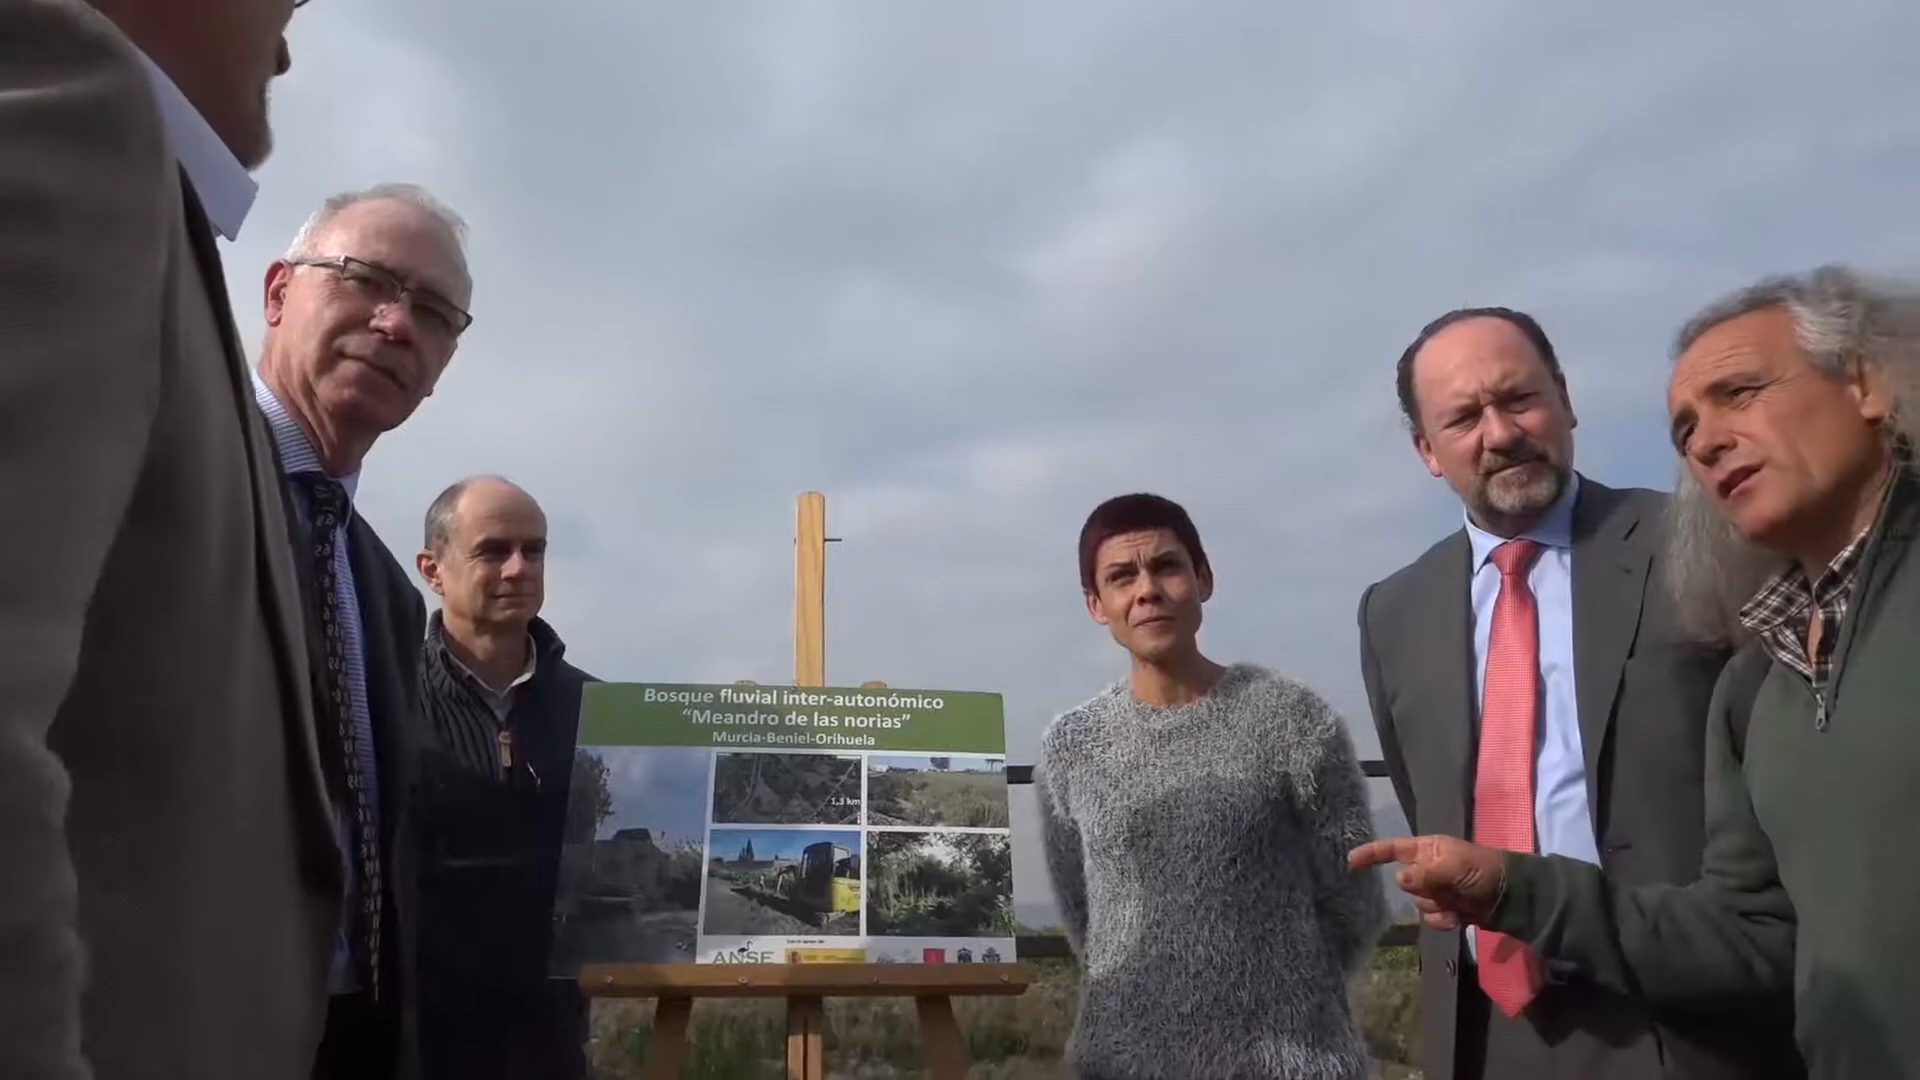 Bosque fluvial inter-autonómico
“Meandro de las norias”
Murcia-Beniel-Orihuela
1,3 km
ANSE